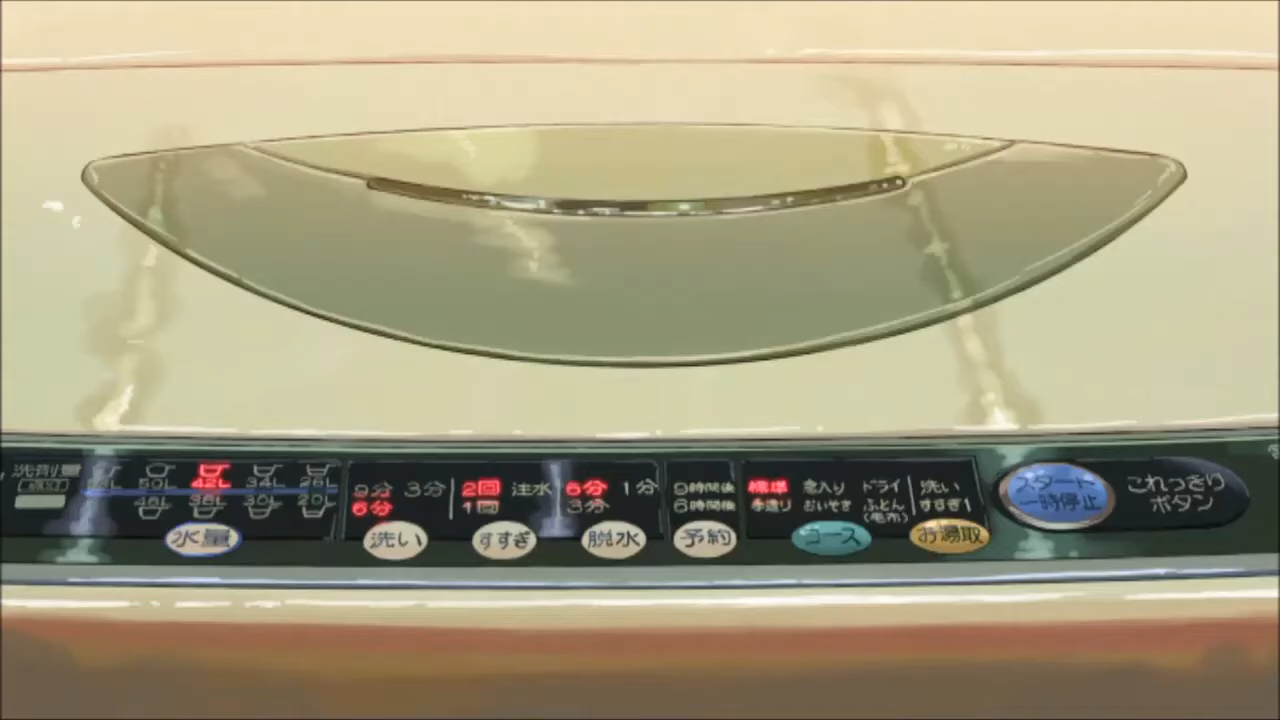 洗剤量
50L 42L 34L 26L
46L 38L 30L 20L
水量
9分 3分
6分
洗い
2回 注水
1回
すすぎ
6分 1分
3分
脱水
9時間後
6時間後
予約
標準 念入り ドライ 洗い
手造り おいそぎ ふとん すすぎ1
(毛布)
コース
お湯取
スタート
一時停止
これっきり
ボタン